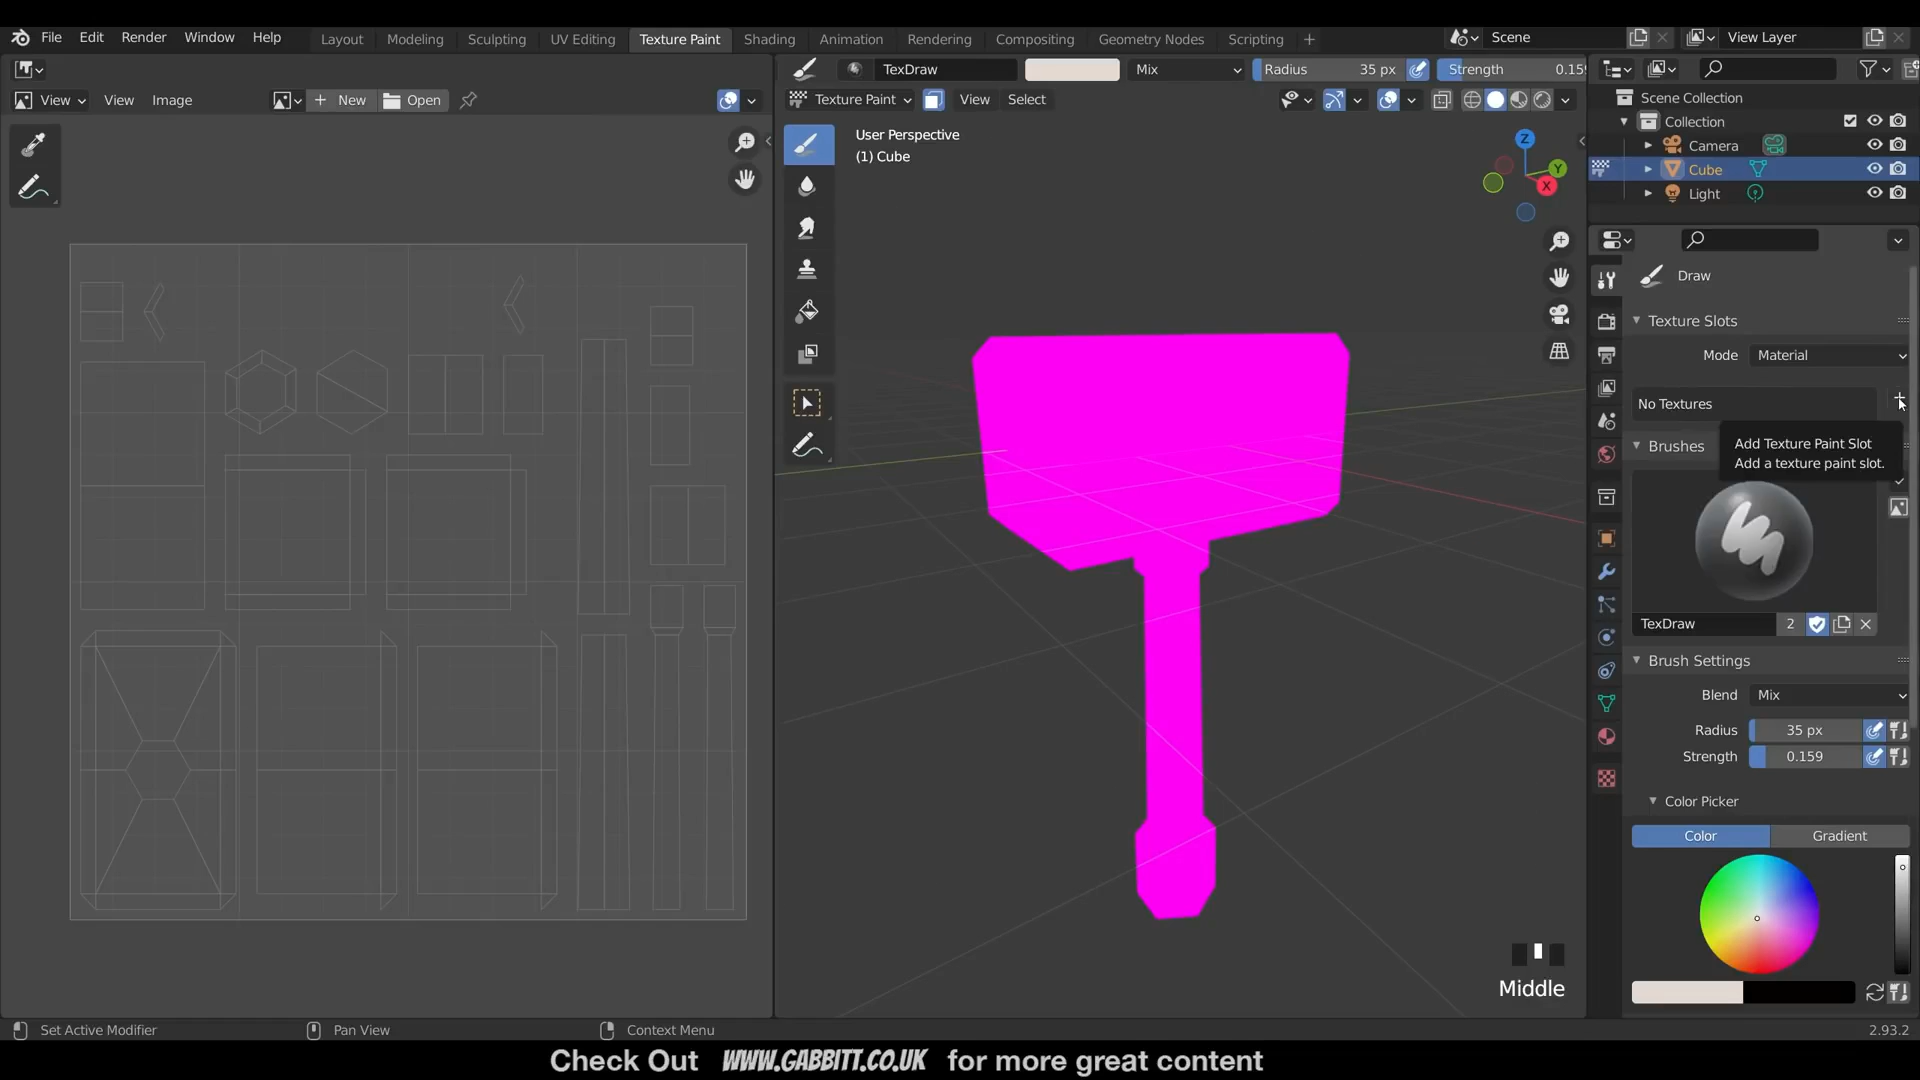 File Edit Render Window Help
Layout Modeling Sculpting UV Editing Texture Paint Shading Animation Rendering Compositing Geometry Nodes Scripting +
Scene
View Layer
TexDraw
Mix
Radius 35 px
Strength 0.159
View View Image
+ New
Open
Texture Paint
View Select
User Perspective
(1) Cube
Z
Y
X
Scene Collection
Collection
Camera
Cube
Light
Draw
Texture Slots
Mode Material
No Textures
Add Texture Paint Slot
Add a texture paint slot.
Brushes
TexDraw 2
Brush Settings
Blend Mix
Radius 35 px
Strength 0.159
Color Picker
Color Gradient
Middle
Set Active Modifier
Pan View
Context Menu
2.93.2
Check Out WWW.GABBITT.CO.UK for more great content